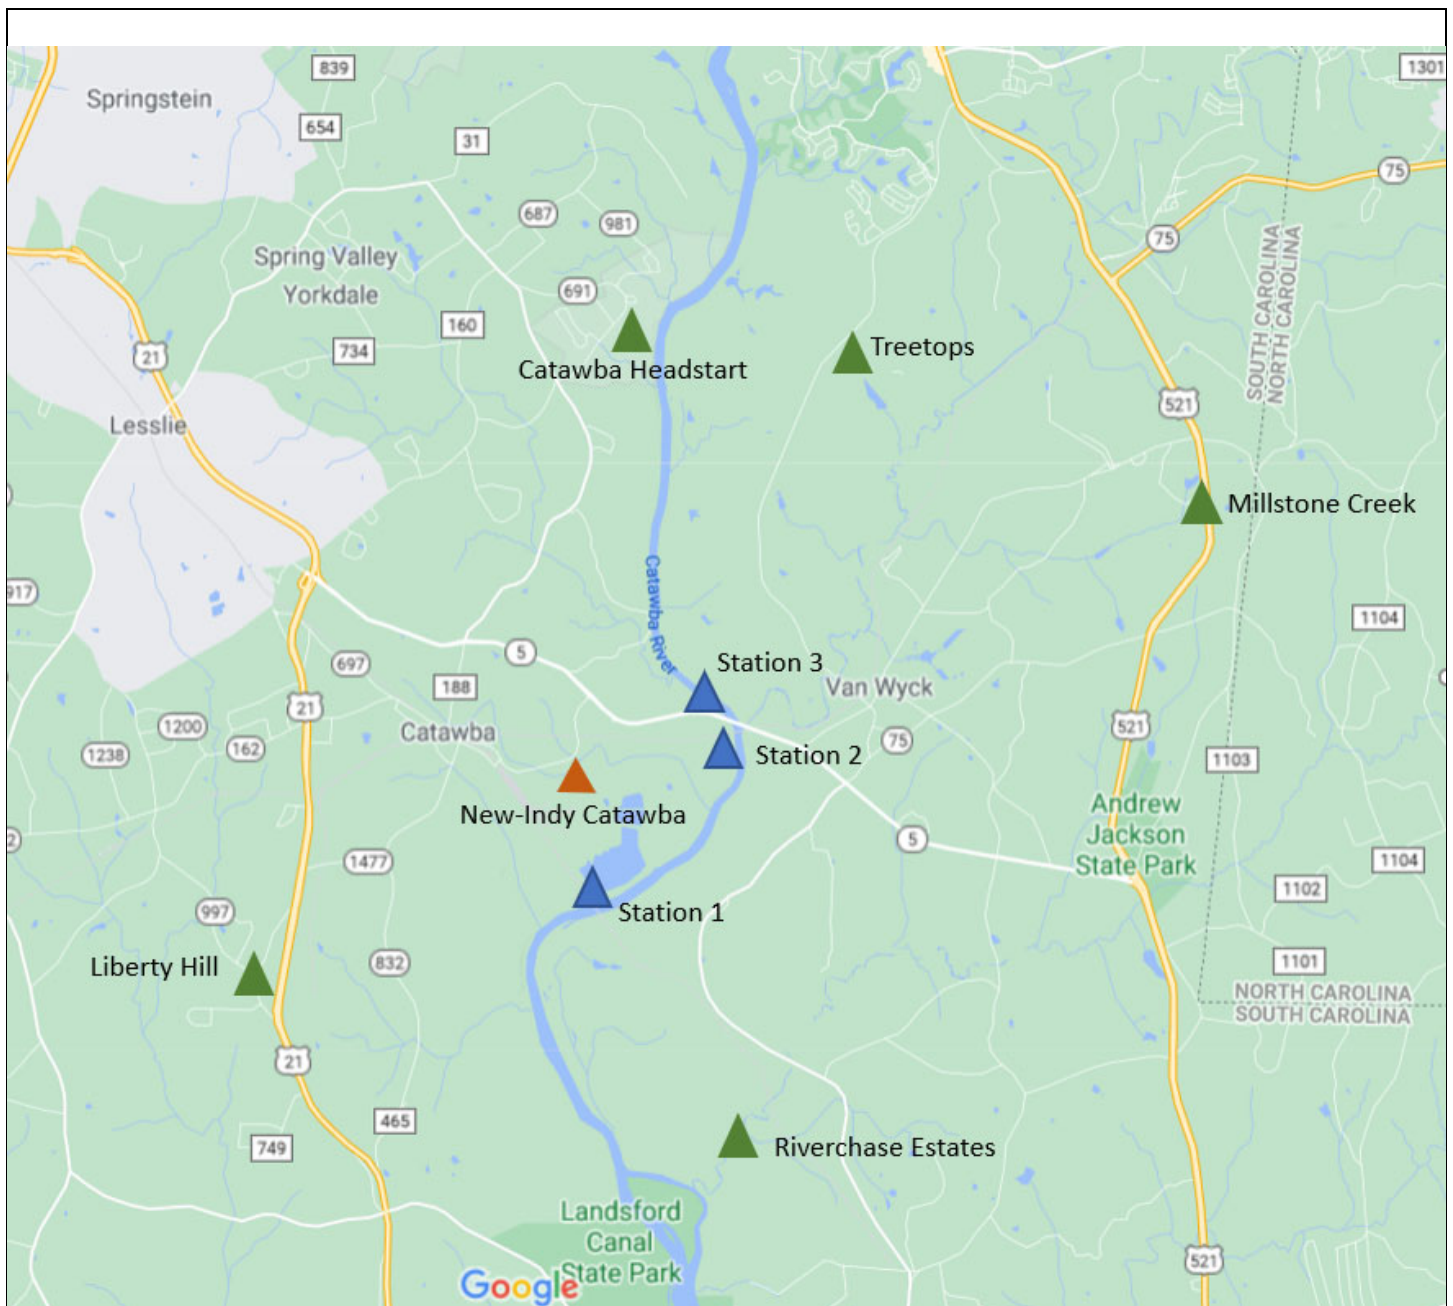 839
1301
Springstein
654
31
75
687
981
75
Spring Valley
Yorkdale
691
SOUTH CAROLINA
NORTH CAROLINA
160
734
21
Catawba Headstart
Treetops
521
Lesslie
Millstone Creek
917
Catawba River
1104
5
697
Station 3
188
Van Wyck
21
1200
1238
162
Catawba
75
521
Station 2
1103
New-Indy Catawba
Andrew
Jackson
State Park
2
5
1477
1104
1102
997
Station 1
Liberty Hill
832
1101
NORTH CAROLINA
SOUTH CAROLINA
21
465
749
Riverchase Estates
Landsford
Canal
State Park
Google
521